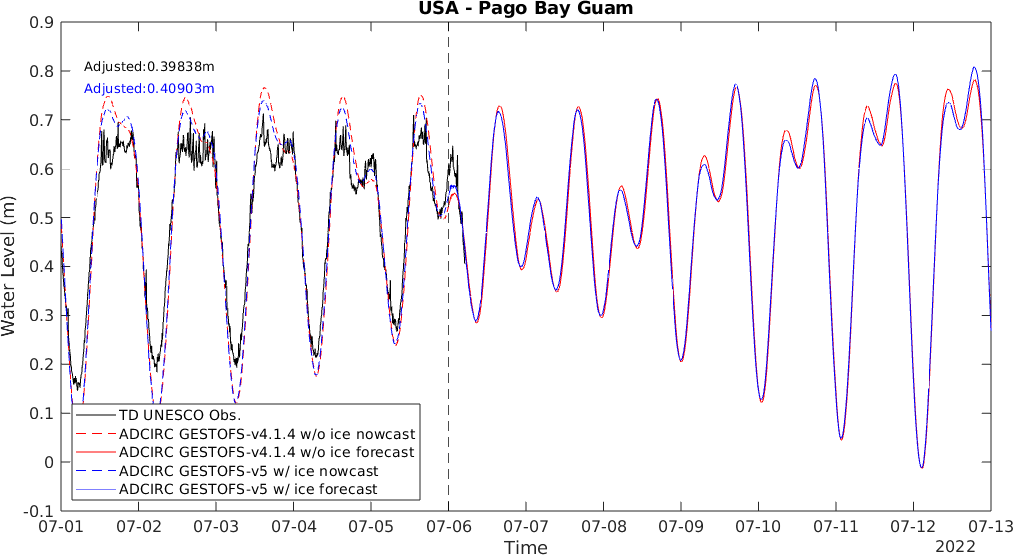 USA - Pago Bay Guam
0.9
0.8
0.7
0.6
0.5
0.4
0.3
0.2
0.1
0
-0.1
Water Level (m)
Adjusted:0.39838m
Adjusted:0.40903m
TD UNESCO Obs.
ADCIRC GESTOFS-v4.1.4 w/o ice nowcast
ADCIRC GESTOFS-v4.1.4 w/o ice forecast
ADCIRC GESTOFS-v5 w/ ice nowcast
ADCIRC GESTOFS-v5 w/ ice forecast
07-01 07-02 07-03 07-04 07-05 07-06 07-07 07-08 07-09 07-10 07-11 07-12 07-13
Time
2022